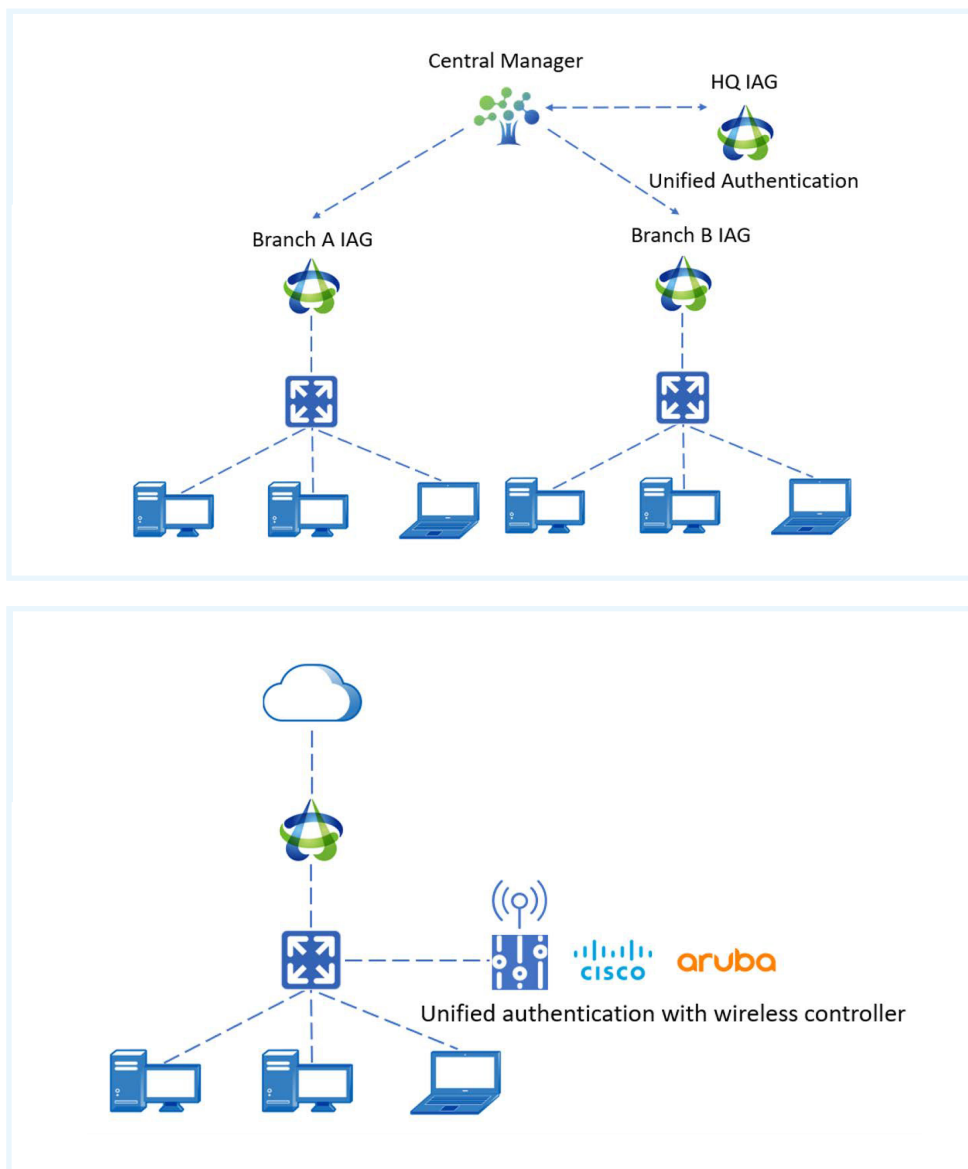 Central Manager
HQ IAG
Unified Authentication
Branch A IAG
Branch B IAG
CISCO
aruba
Unified authentication with wireless controller